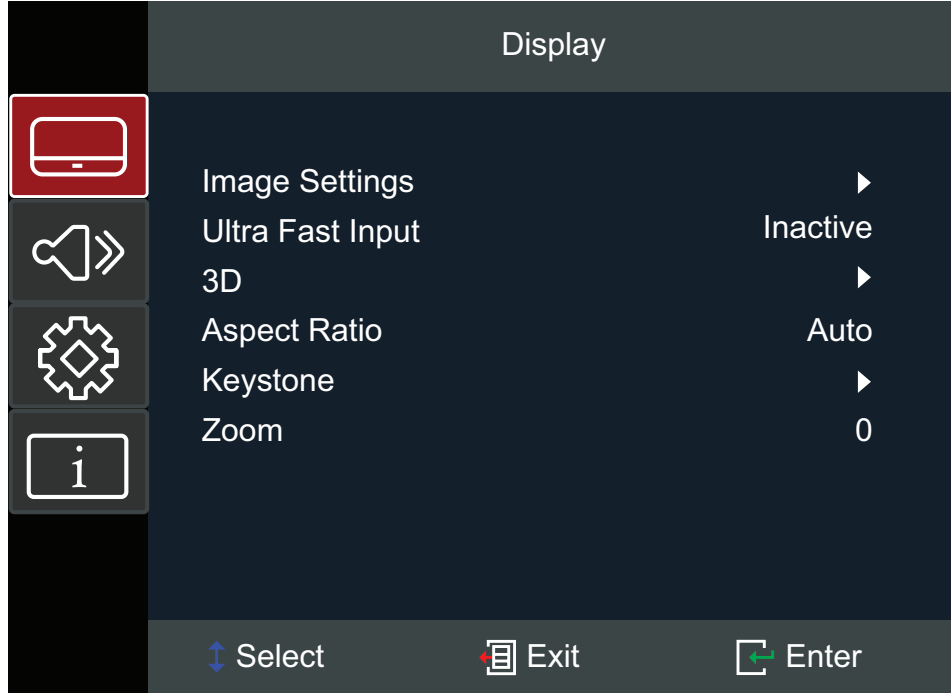 Display
Image Settings
Ultra Fast Input Inactive
3D
Aspect Ratio Auto
Keystone
Zoom 0
i
Select Exit Enter